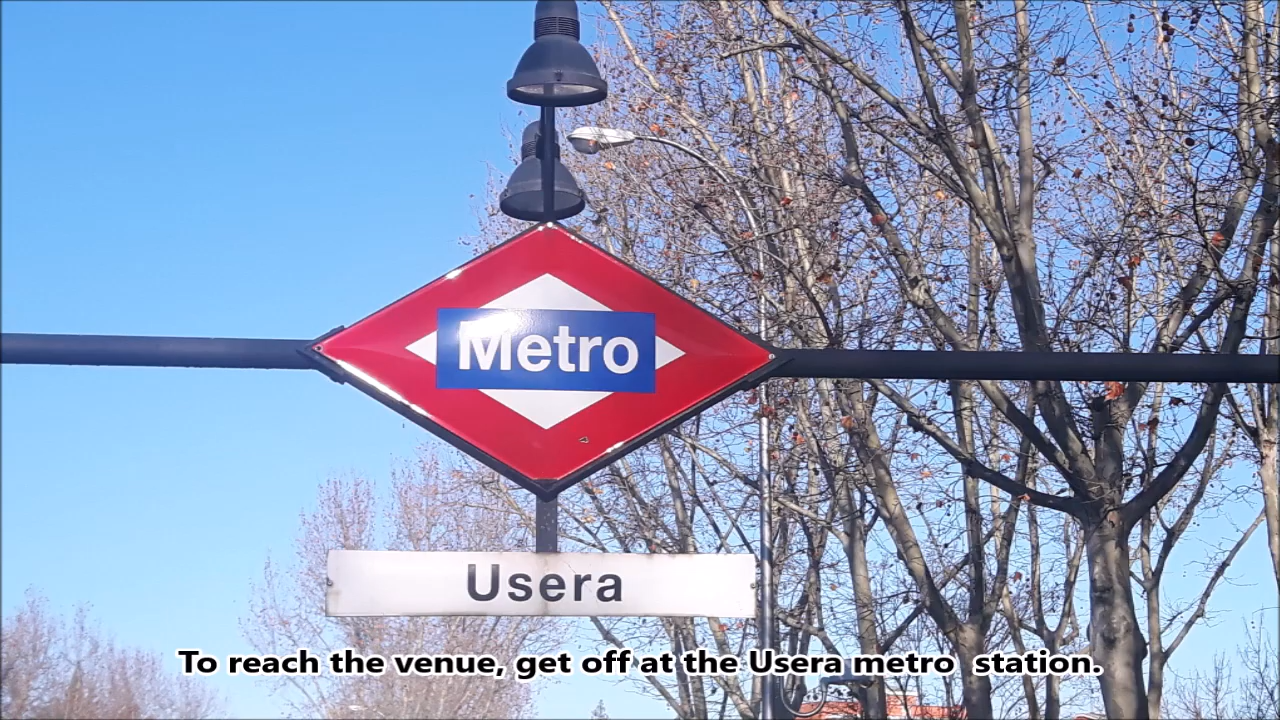 Metro
Usera
To reach the venue, get off at the Usera metro  station.